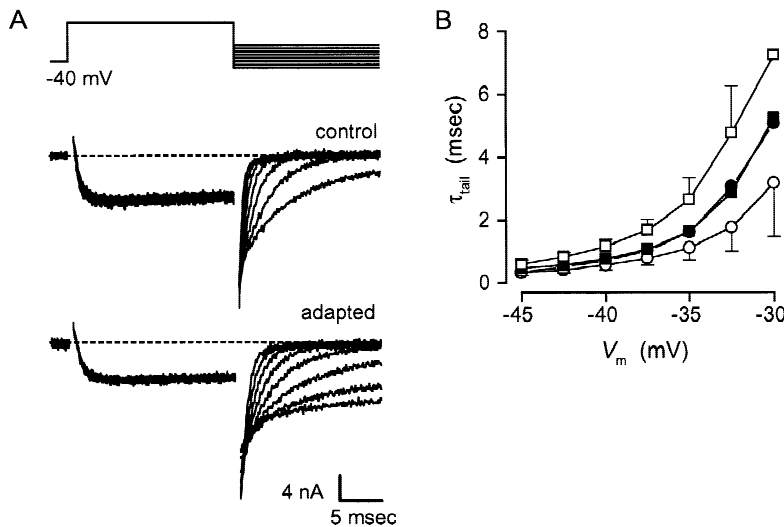 A
-40 mV
control
adapted
4 nA
5 msec
B
τtail (msec)
8
6
4
2
0
-45 -40 -35 -30
Vm (mV)